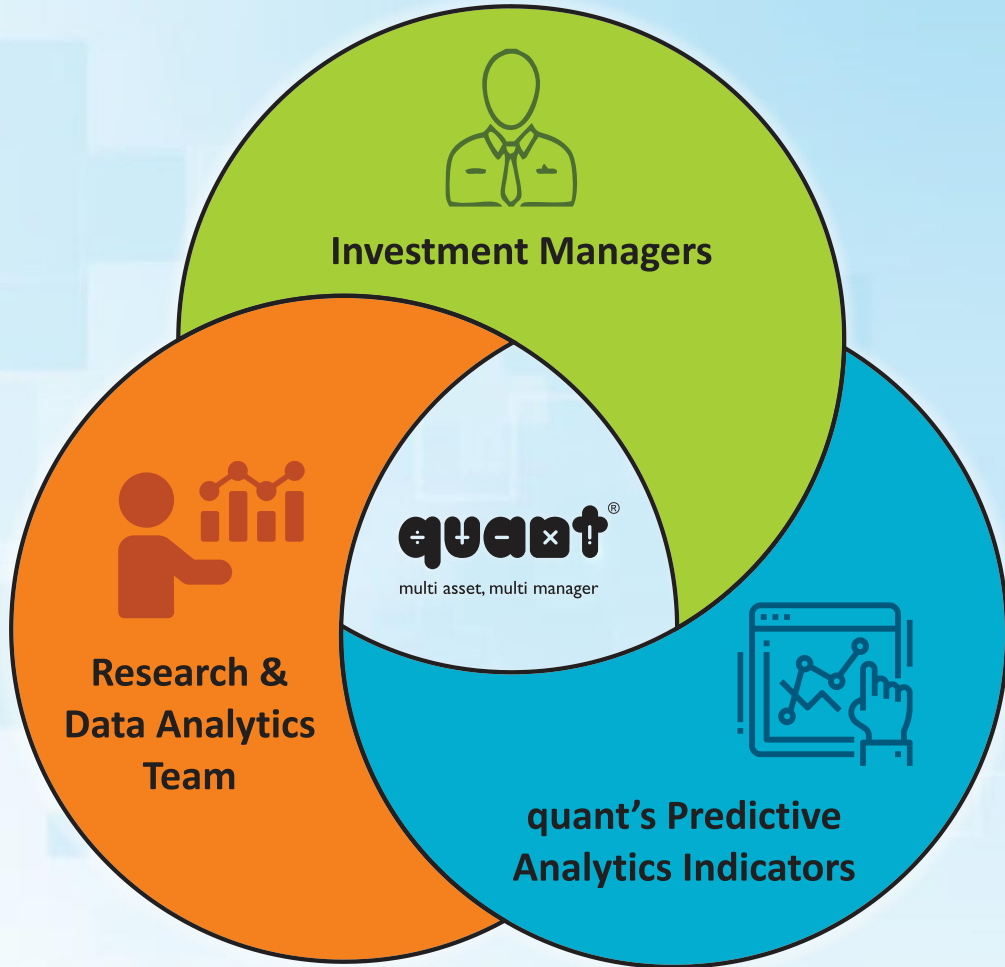 Investment Managers
quant®
multi asset, multi manager
Research &
Data Analytics
Team
quant’s Predictive
Analytics Indicators